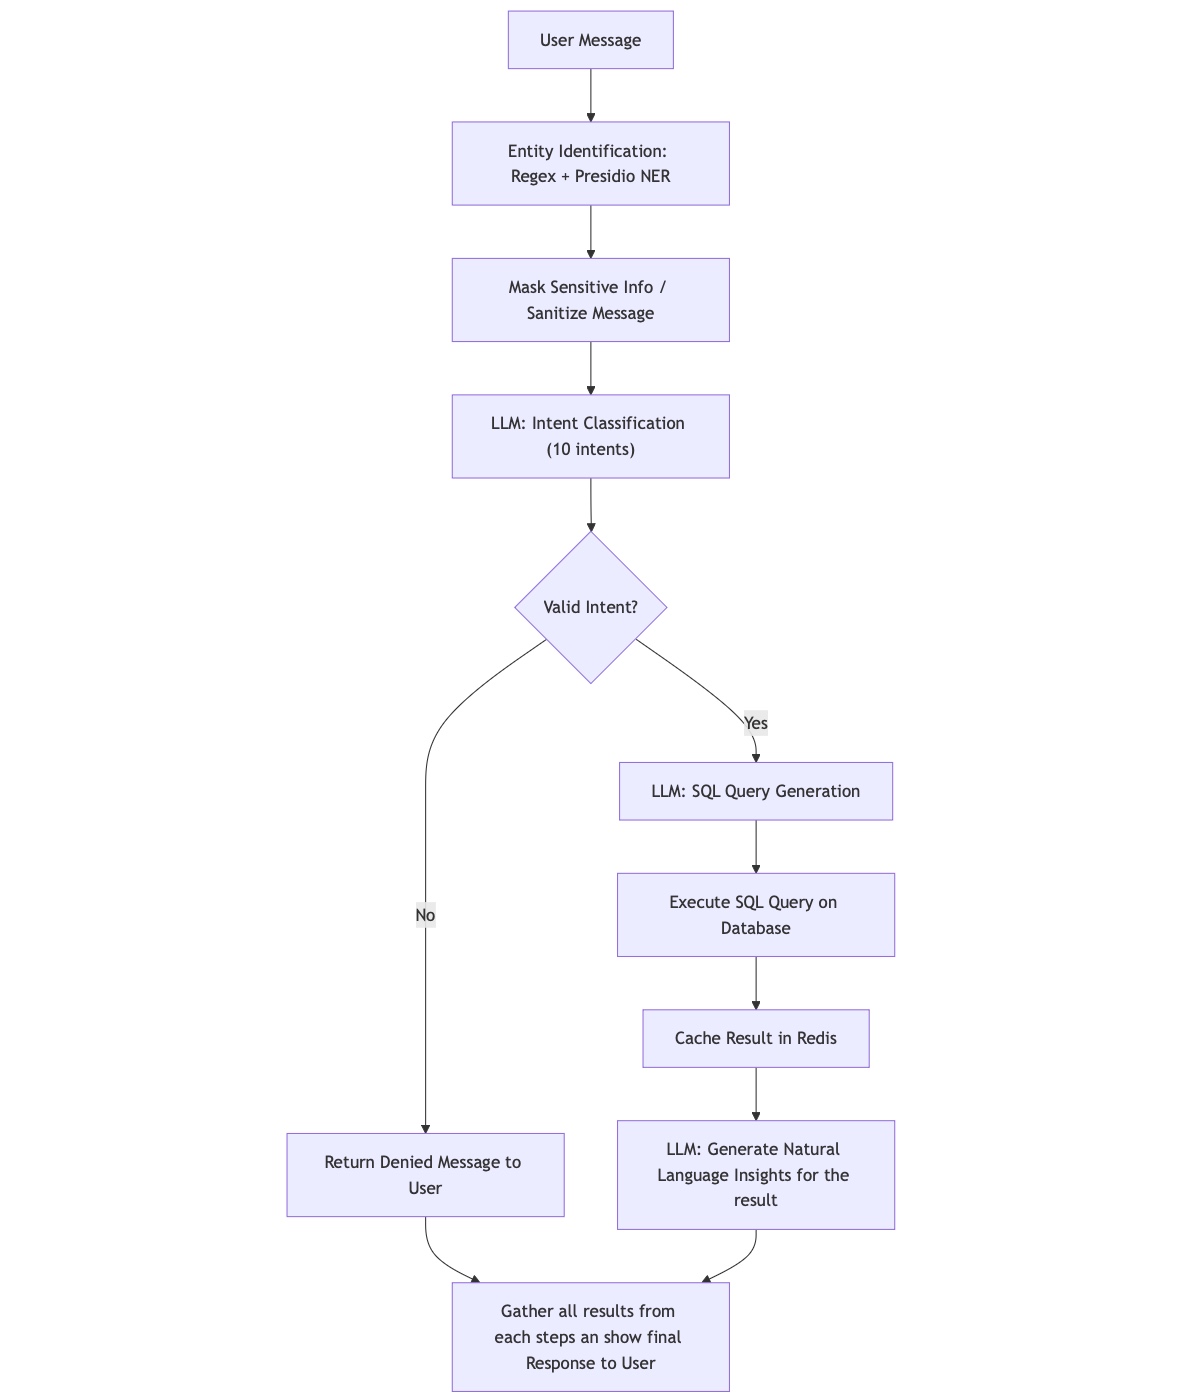 User Message
Entity Identification:
Regex + Presidio NER
Mask Sensitive Info /
Sanitize Message
LLM: Intent Classification
(10 intents)
Valid Intent?
Yes
LLM: SQL Query Generation
Execute SQL Query on
Database
No
Cache Result in Redis
LLM: Generate Natural
Language Insights for the
result
Return Denied Message to
User
Gather all results from
each steps an show final
Response to User